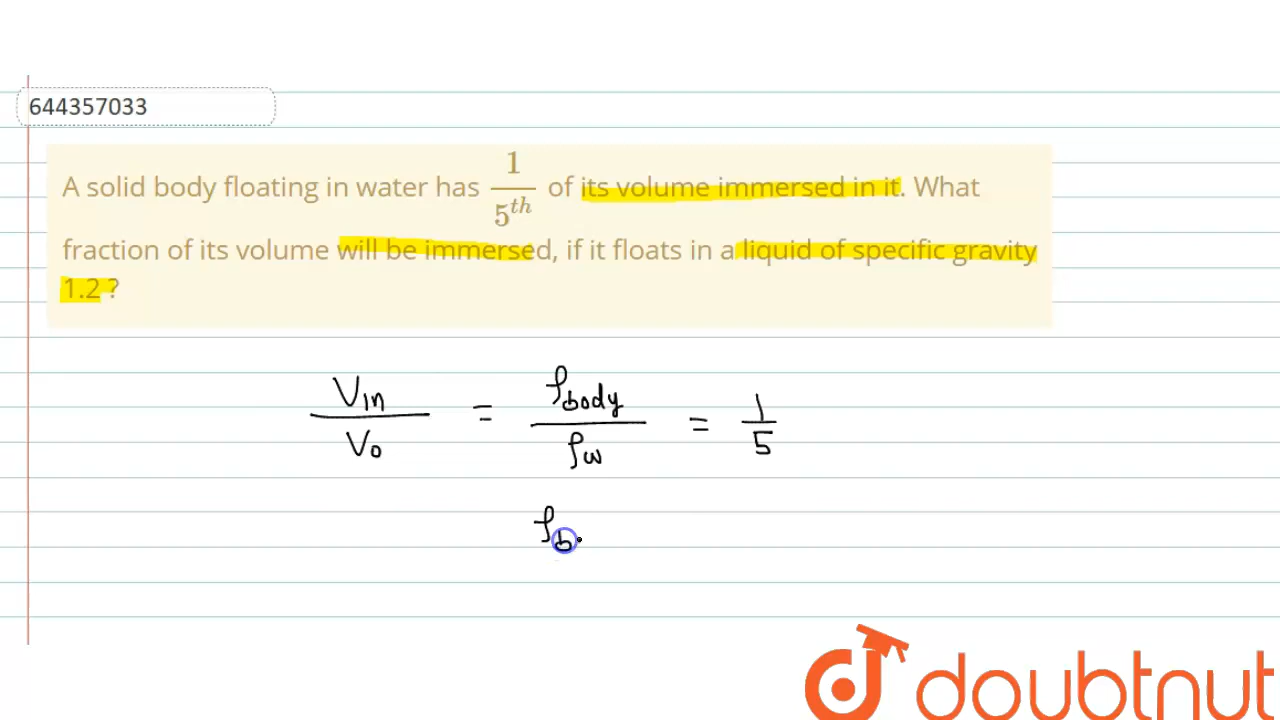 644357033
A solid body floating in water has 1/5^th of its volume immersed in it. What
fraction of its volume will be immersed, if it floats in a liquid of specific gravity
1.2 ?
V_in/V_o = ρ_body/ρ_w = 1/5
ρ_b
doubtnut